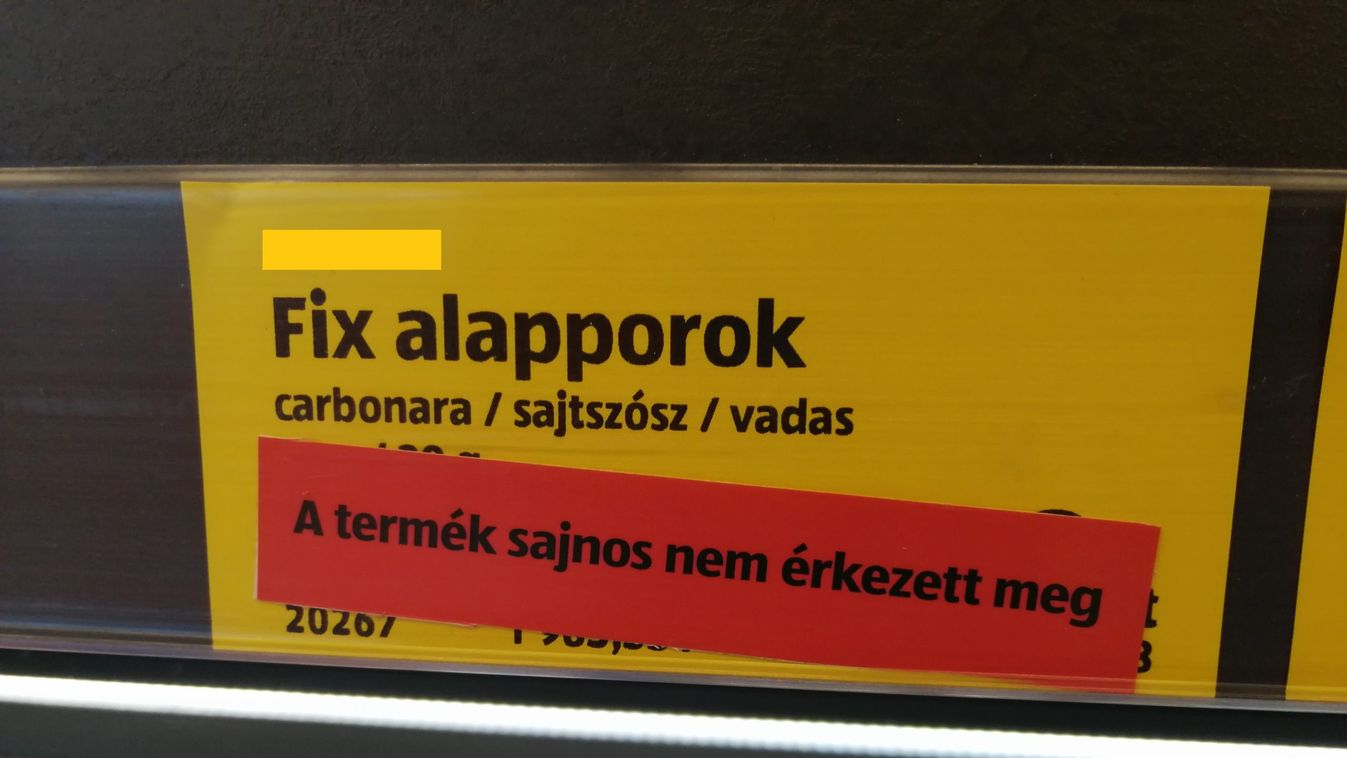 Fix alapporok
carbonara / sajtszósz / vadas
g
A termék sajnos nem érkezett meg
20267